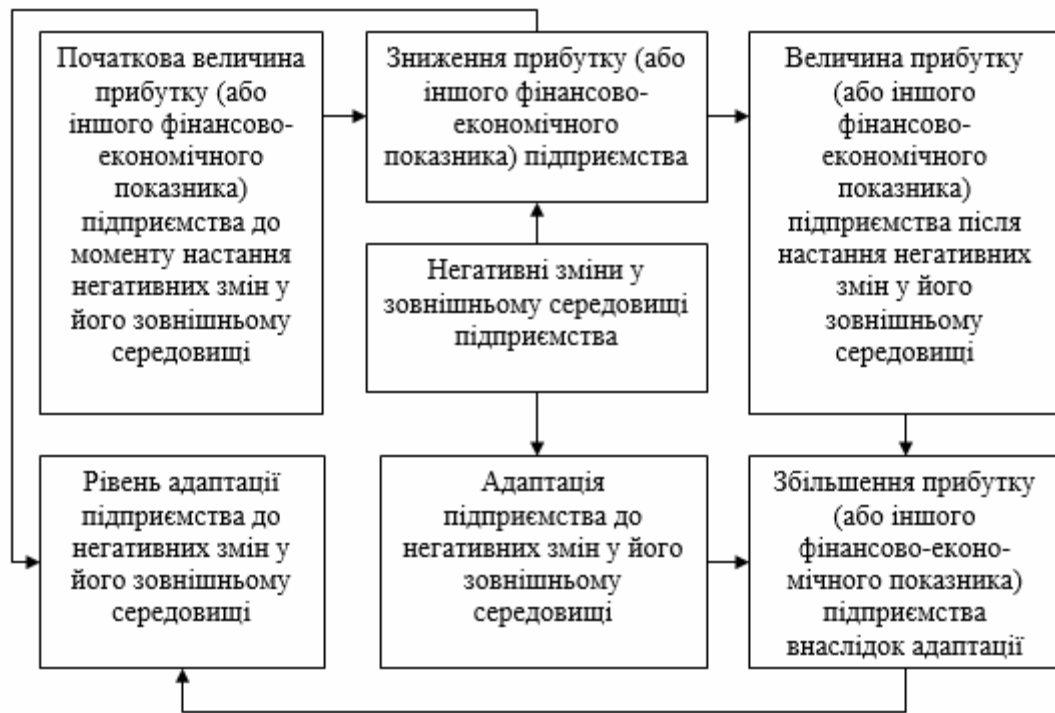 Початкова величина
прибутку (або
іншого фінансово-
економічного
показника)
підприємства до
моменту настання
негативних змін у
його зовнішньому
середовищі
Зниження прибутку (або
іншого фінансово-
економічного
показника) підприємства
Величина прибутку
(або іншого
фінансово-
економічного
показника)
підприємства після
настання негативних
змін у його
зовнішньому
середовищі
Негативні зміни у
зовнішньому середовищі
підприємства
Рівень адаптації
підприємства до
негативних змін у
його зовнішньому
середовищі
Адаптація
підприємства до
негативних змін у його
зовнішньому
середовищі
Збільшення прибутку
(або іншого
фінансово-еконо-
мічного показника)
підприємства
внаслідок адаптації